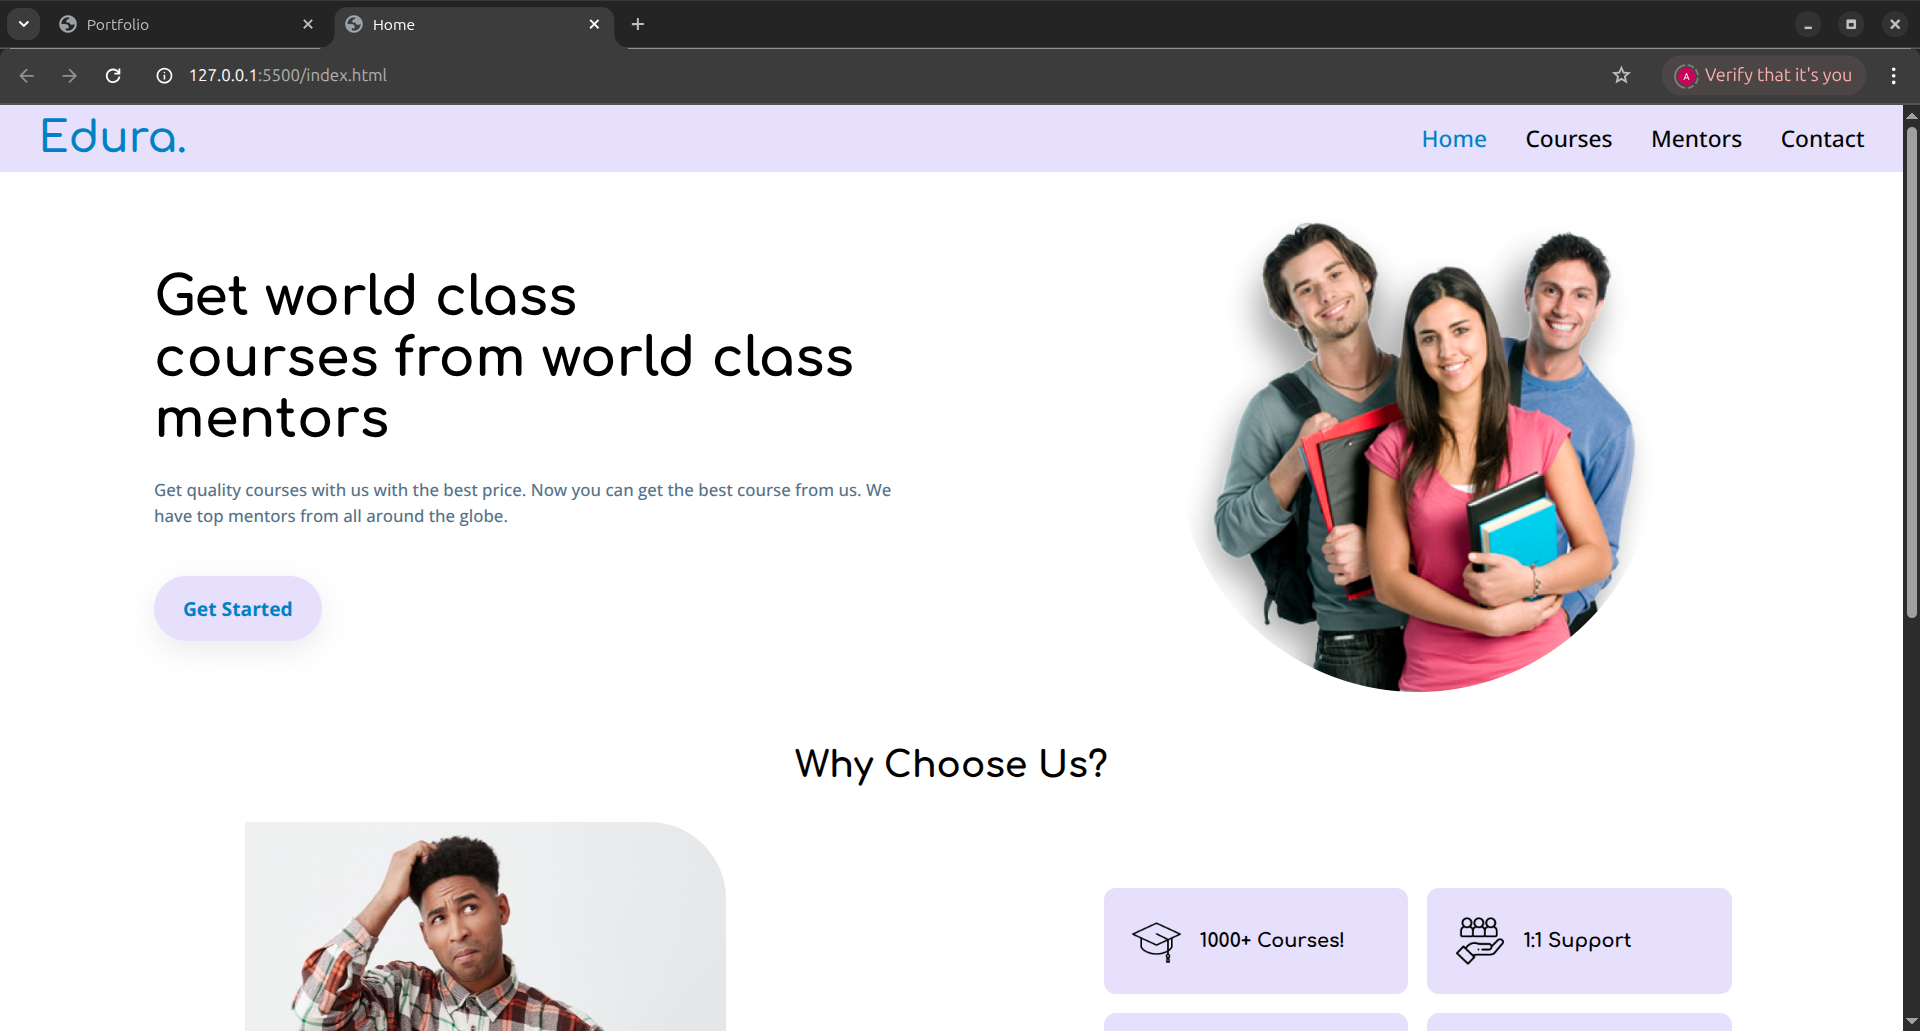 Portfolio
Home
127.0.0.1:5500/index.html
A
Verify that it's you
Edura.
Home
Courses
Mentors
Contact
Get world class
courses from world class
mentors
Get quality courses with us with the best price. Now you can get the best course from us. We
have top mentors from all around the globe.
Get Started
Why Choose Us?
1000+ Courses!
1:1 Support